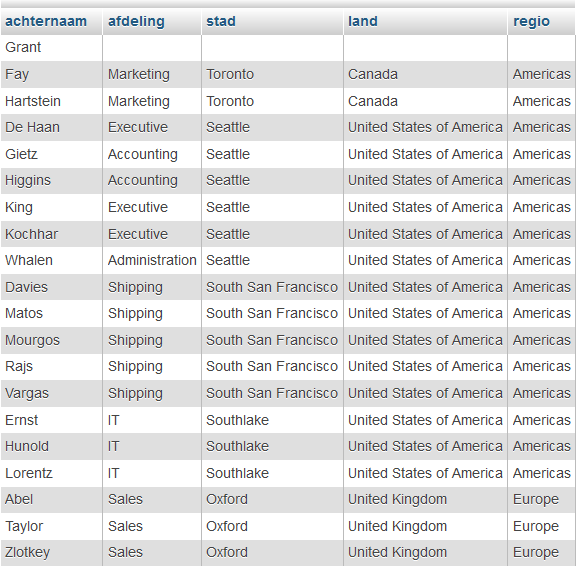 achternaam afdeling stad land regio
Grant
Fay Marketing Toronto Canada Americas
Hartstein Marketing Toronto Canada Americas
De Haan Executive Seattle United States of America Americas
Gietz Accounting Seattle United States of America Americas
Higgins Accounting Seattle United States of America Americas
King Executive Seattle United States of America Americas
Kochhar Executive Seattle United States of America Americas
Whalen Administration Seattle United States of America Americas
Davies Shipping South San Francisco United States of America Americas
Matos Shipping South San Francisco United States of America Americas
Mourgos Shipping South San Francisco United States of America Americas
Rajs Shipping South San Francisco United States of America Americas
Vargas Shipping South San Francisco United States of America Americas
Ernst IT Southlake United States of America Americas
Hunold IT Southlake United States of America Americas
Lorentz IT Southlake United States of America Americas
Abel Sales Oxford United Kingdom Europe
Taylor Sales Oxford United Kingdom Europe
Zlotkey Sales Oxford United Kingdom Europe